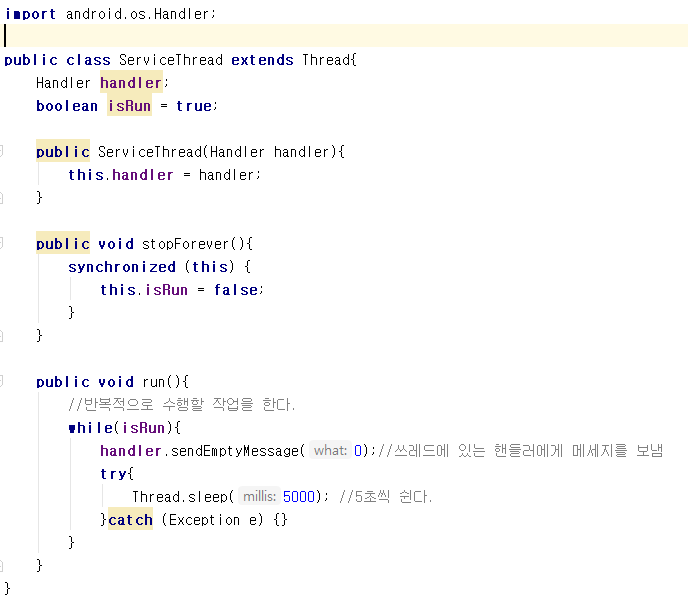 import android.os.Handler;
public class ServiceThread extends Thread{
Handler handler;
boolean isRun = true;
public ServiceThread(Handler handler){
this.handler = handler;
}
public void stopForever(){
synchronized (this) {
this.isRun = false;
}
}
public void run(){
//반복적으로 수행할 작업을 한다.
while(isRun){
handler.sendEmptyMessage( what: 0);//쓰레드에 있는 핸들러에게 메세지를 보냄
try{
Thread.sleep( millis: 5000); //5초씩 쉰다.
}catch (Exception e) {}
}
}
}